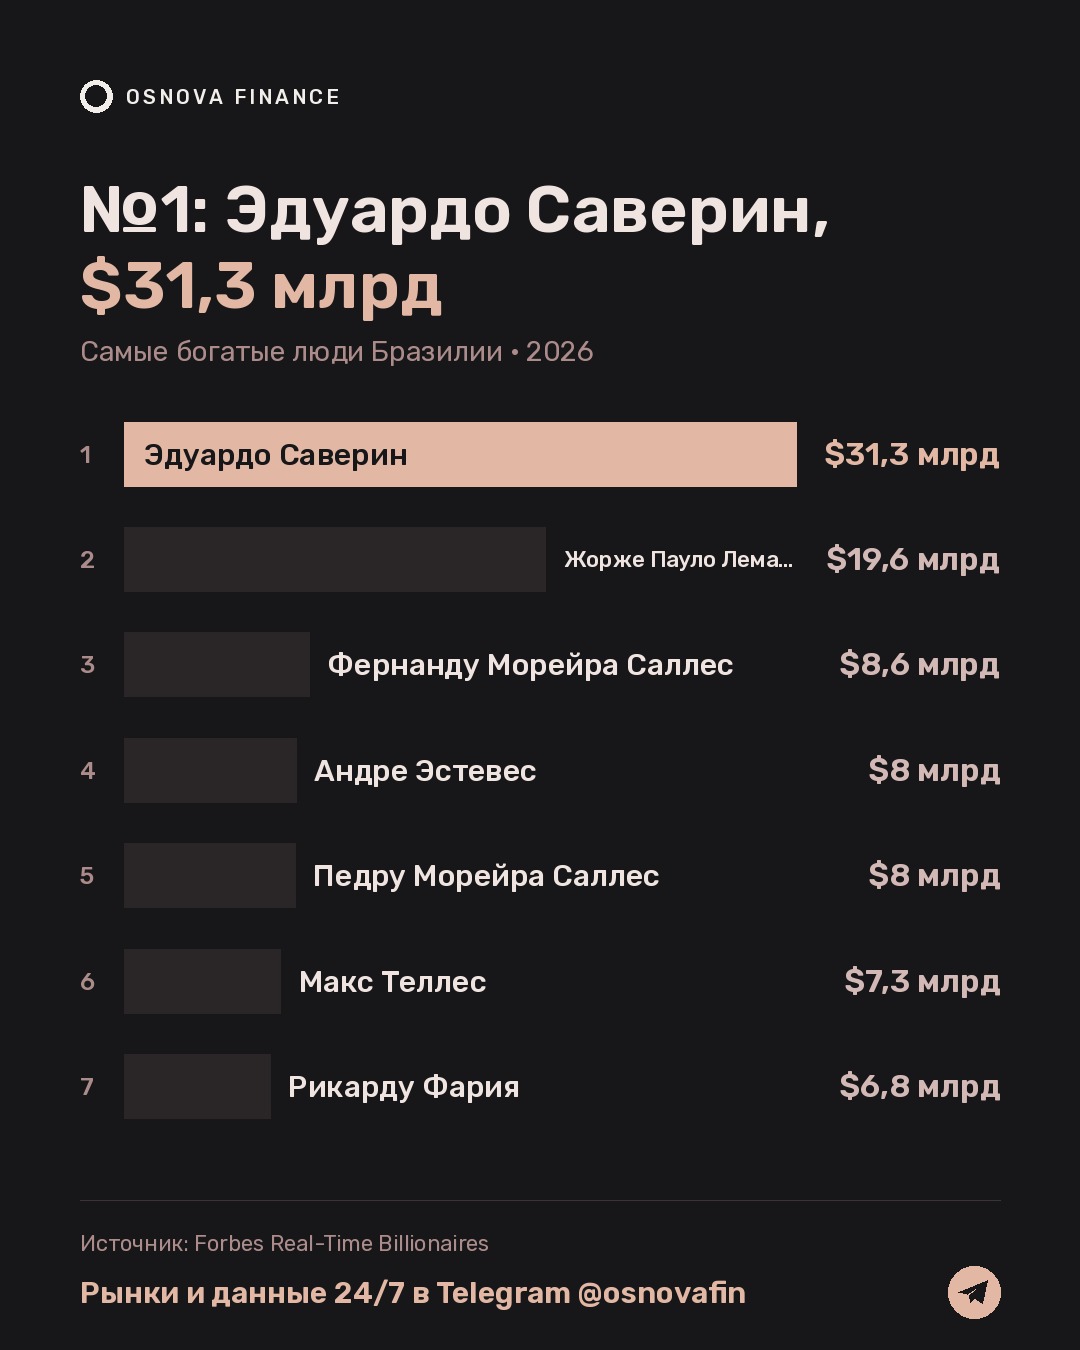 OSNOVA FINANCE
№1: Эдуардо Саверин,
$31,3 млрд
Самые богатые люди Бразилии • 2026
1 Эдуардо Саверин $31,3 млрд
2 Жорже Пауло Лема... $19,6 млрд
3 Фернанду Морейра Саллес $8,6 млрд
4 Андре Эстевес $8 млрд
5 Педру Морейра Саллес $8 млрд
6 Макс Теллес $7,3 млрд
7 Рикарду Фария $6,8 млрд
Источник: Forbes Real-Time Billionaires
Рынки и данные 24/7 в Telegram @osnovafin